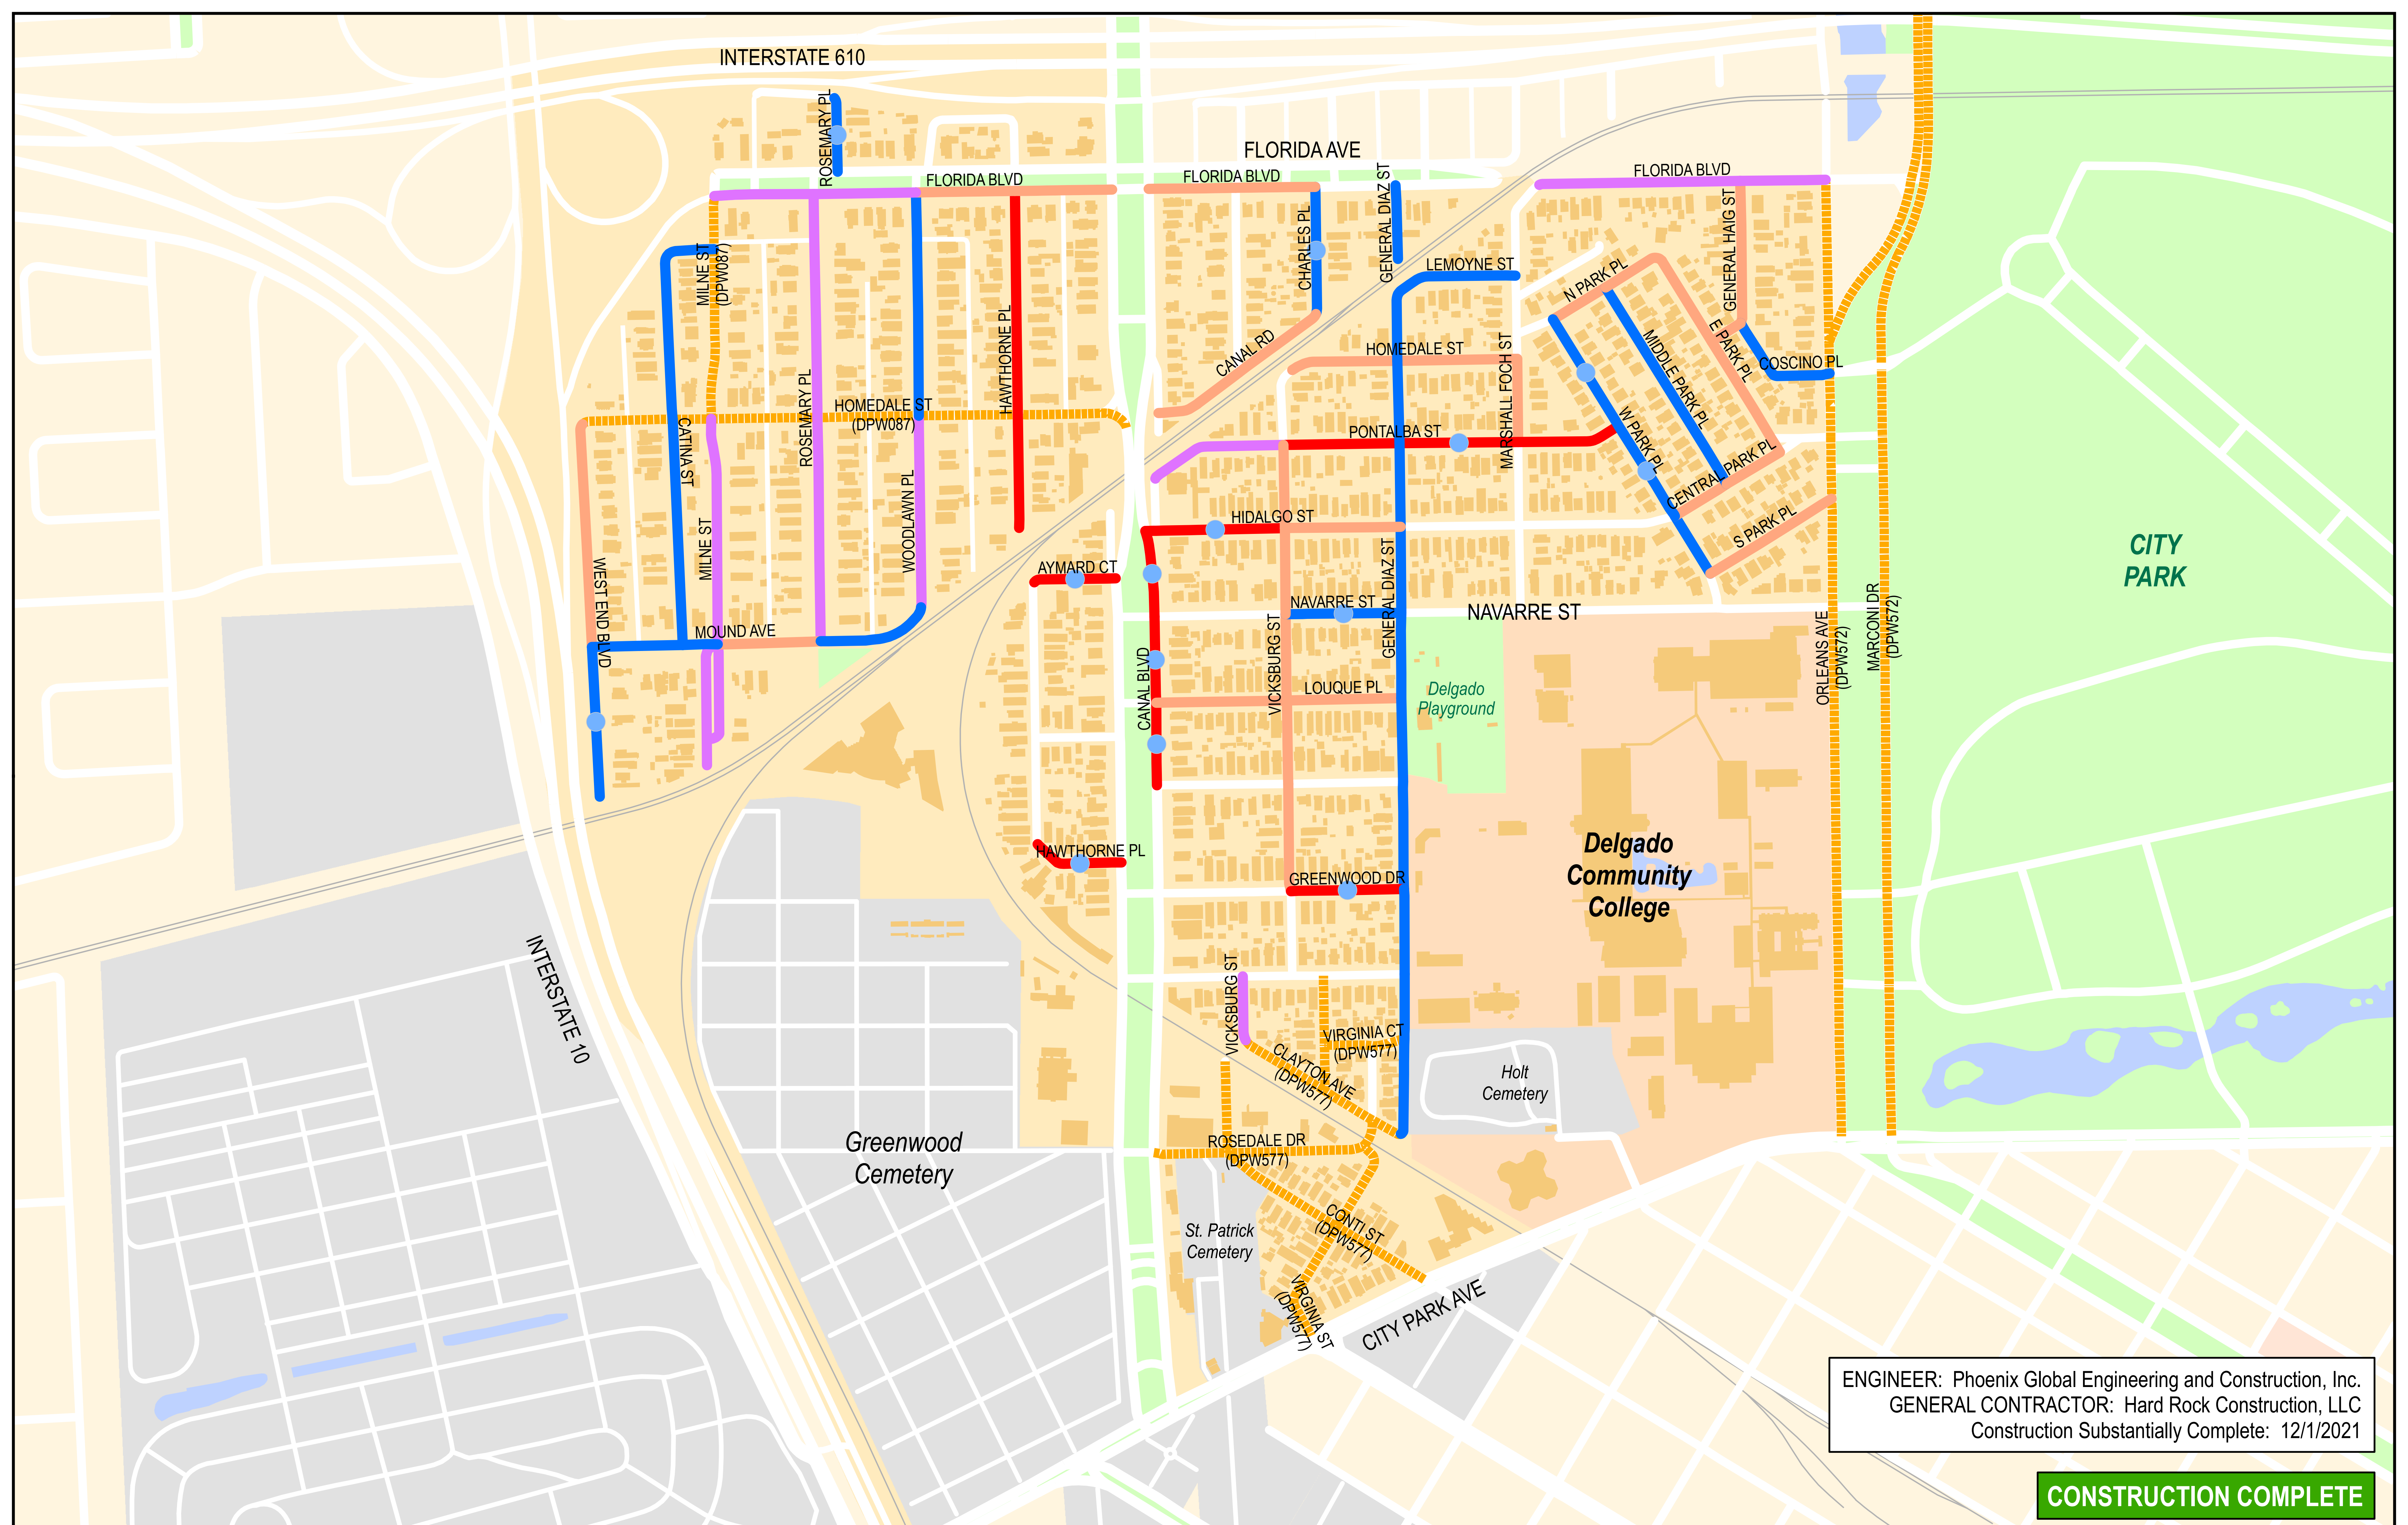 INTERSTATE 610
ROSEMARY PL
FLORIDA AVE
FLORIDA BLVD
FLORIDA BLVD
FLORIDA BLVD
GENERAL DIAZ ST
CHARLES PL
GENERAL HAIG ST
MILNE ST
(DPW087)
LEMOYNE ST
N PARK PL
HAWTHORNE PL
CANAL RD
HOMEDALE ST
MARSHALL FOCH ST
MIDDLE PARK PL
E PARK PL
COSCINO PL
ROSEMARY PL
HOMEDALE ST
(DPW087)
CATINA ST
PONTALBA ST
W PARK PL
CENTRAL PARK PL
WOODLAWN PL
MILNE ST
HIDALGO ST
S PARK PL
CITY
PARK
WEST END BLVD
AYMARD CT
GENERAL DIAZ ST
NAVARRE ST
NAVARRE ST
MOUND AVE
VICKSBURG ST
CANAL BLVD
LOUQUE PL
Delgado
Playground
ORLEANS AVE
(DPW572)
MARCONI DR
(DPW572)
HAWTHORNE PL
GREENWOOD DR
Delgado
Community
College
INTERSTATE 10
VICKSBURG ST
VIRGINIA CT
(DPW577)
CLAYTON AVE
(DPW577)
Holt
Cemetery
Greenwood
Cemetery
ROSEDALE DR
(DPW577)
St. Patrick
Cemetery
CONTI ST
(DPW577)
VIRGINIA ST
(DPW577)
CITY PARK AVE
ENGINEER: Phoenix Global Engineering and Construction, Inc.
GENERAL CONTRACTOR: Hard Rock Construction, LLC
Construction Substantially Complete: 12/1/2021
CONSTRUCTION COMPLETE